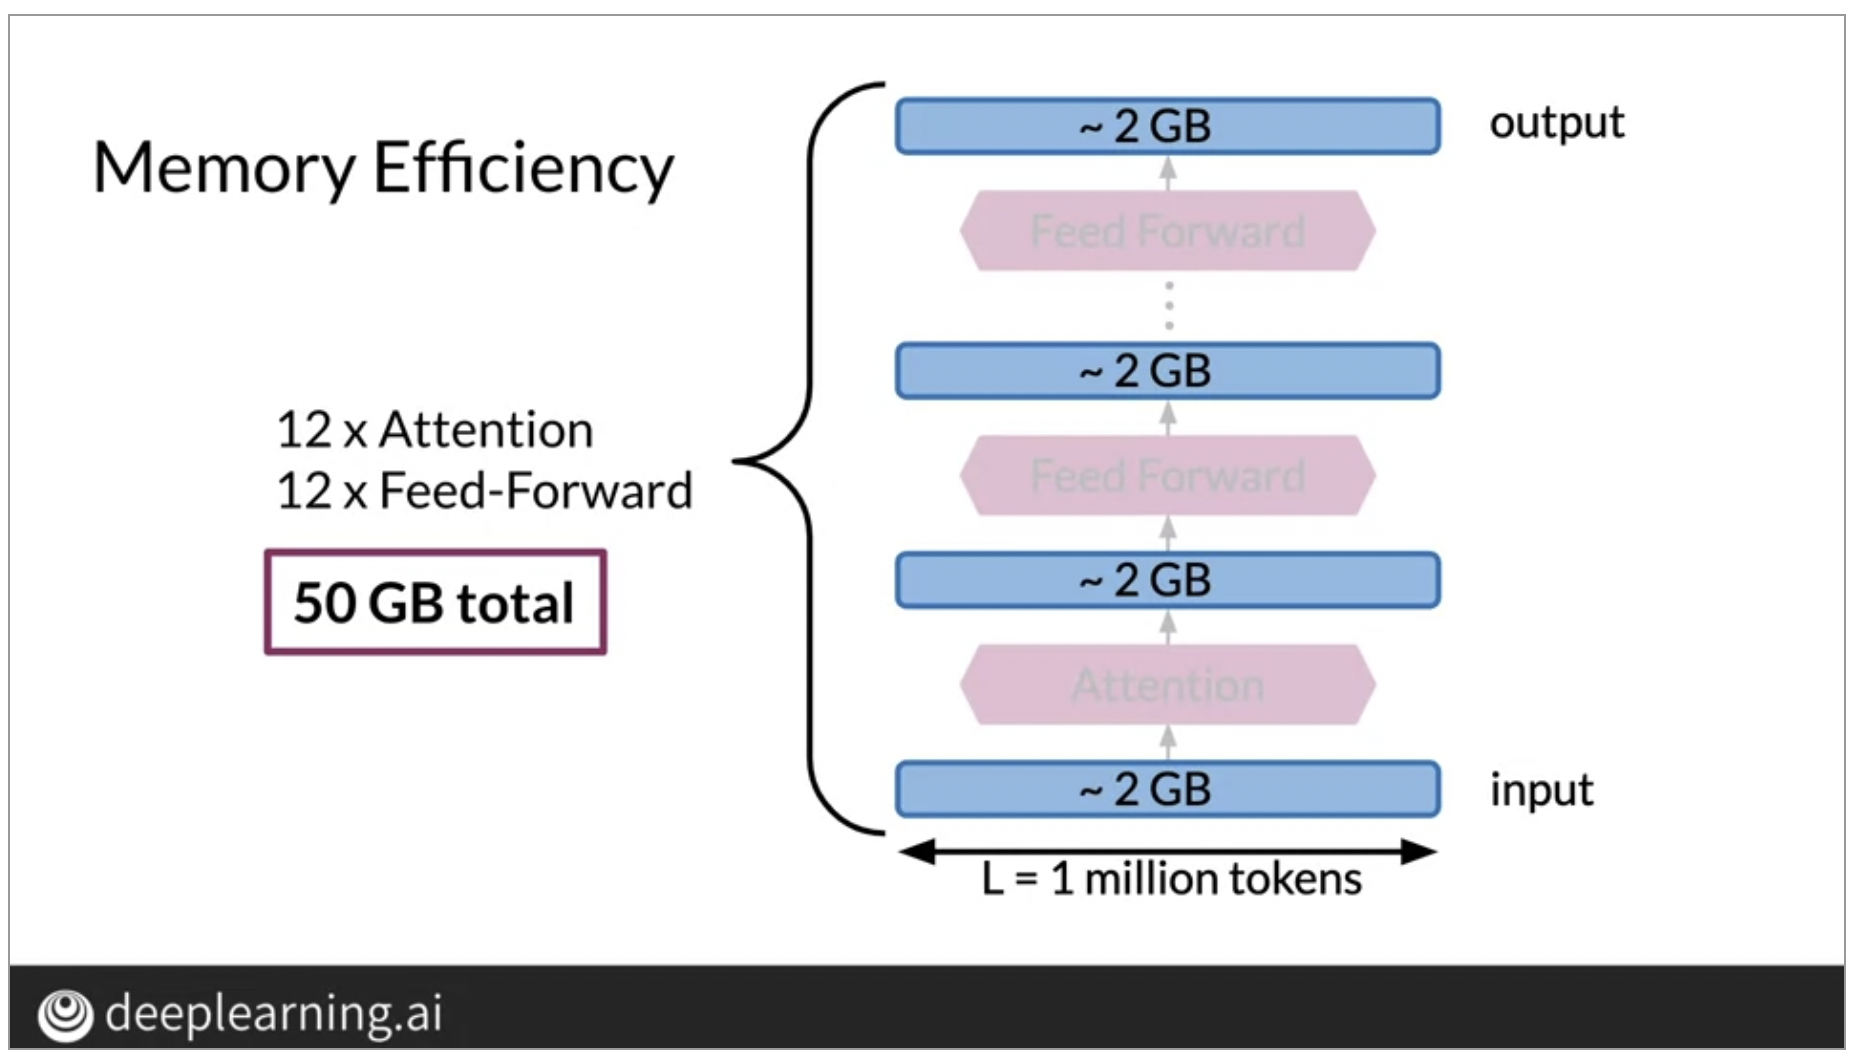 Memory Efficiency
12 x Attention
12 x Feed-Forward
50 GB total
~ 2 GB
output
Feed Forward
~ 2 GB
Feed Forward
~ 2 GB
Attention
~ 2 GB
input
L = 1 million tokens
deeplearning.ai